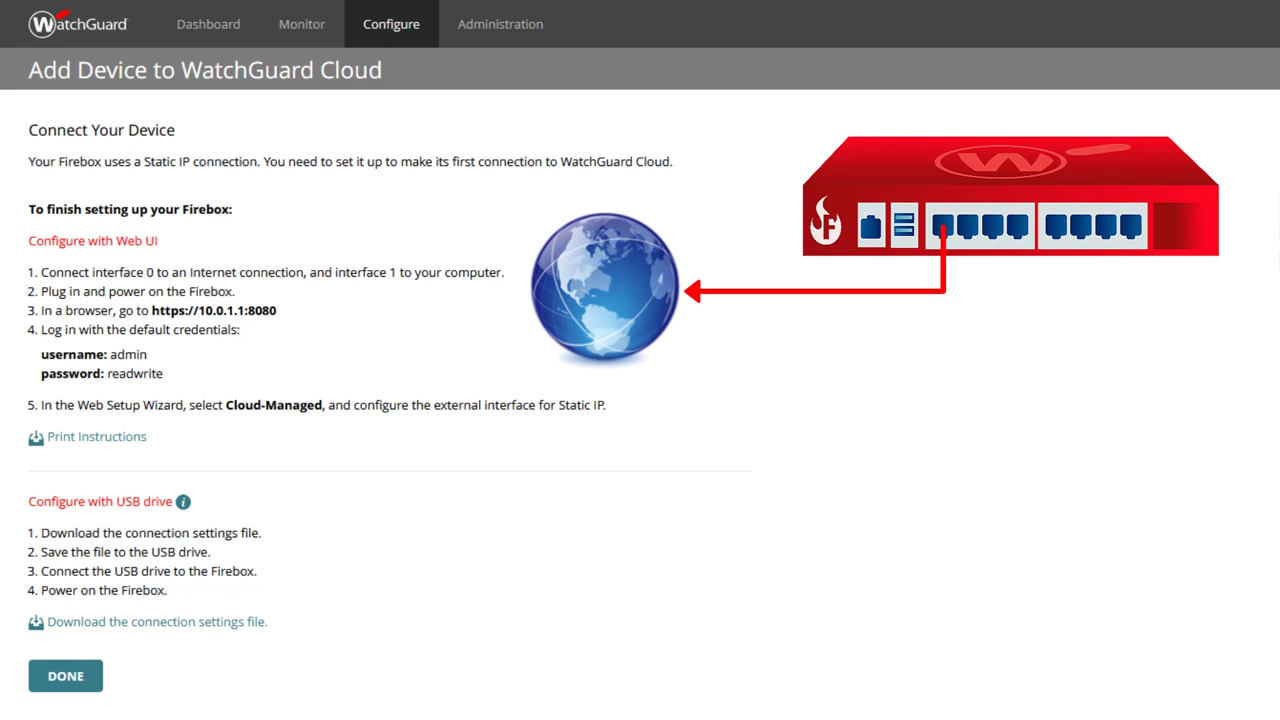 WatchGuard
Dashboard
Monitor
Configure
Administration
Add Device to WatchGuard Cloud
Connect Your Device
Your Firebox uses a Static IP connection. You need to set it up to make its first connection to WatchGuard Cloud.
To finish setting up your Firebox:
Configure with Web UI
1. Connect interface 0 to an Internet connection, and interface 1 to your computer.
2. Plug in and power on the Firebox.
3. In a browser, go to https://10.0.1.1:8080
4. Log in with the default credentials:
username: admin
password: readwrite
5. In the Web Setup Wizard, select Cloud-Managed, and configure the external interface for Static IP.
Print Instructions
Configure with USB drive i
1. Download the connection settings file.
2. Save the file to the USB drive.
3. Connect the USB drive to the Firebox.
4. Power on the Firebox.
Download the connection settings file.
DONE
W
F